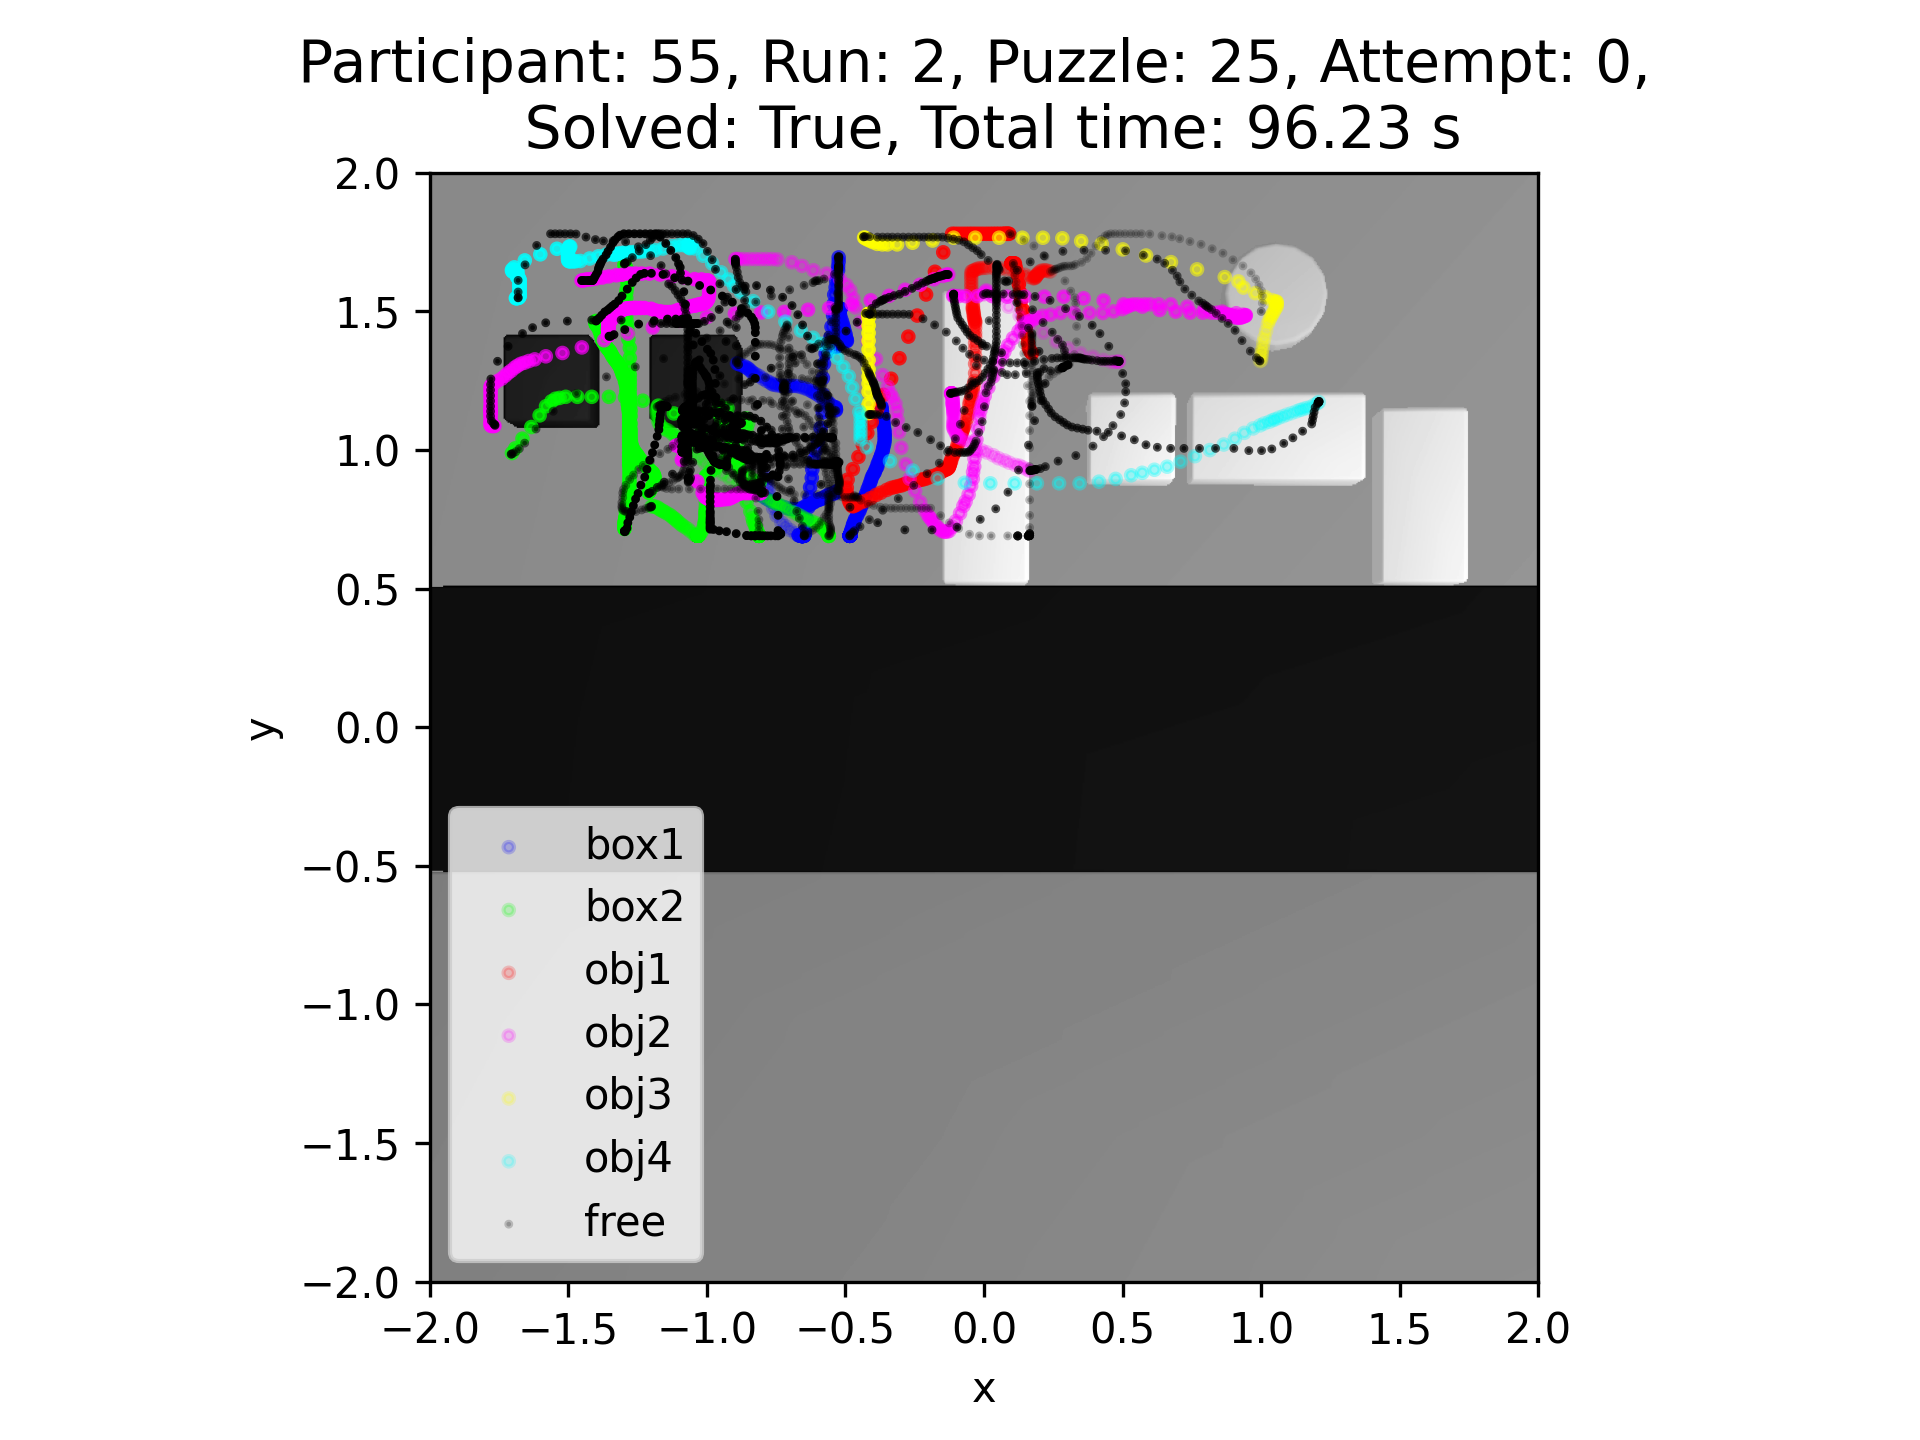 Participant: 55, Run: 2, Puzzle: 25, Attempt: 0,
Solved: True, Total time: 96.23 s
2.0
1.5
1.0
0.5
0.0
−0.5
−1.0
−1.5
−2.0
y
box1
box2
obj1
obj2
obj3
obj4
free
−2.0 −1.5 −1.0 −0.5 0.0 0.5 1.0 1.5 2.0
x